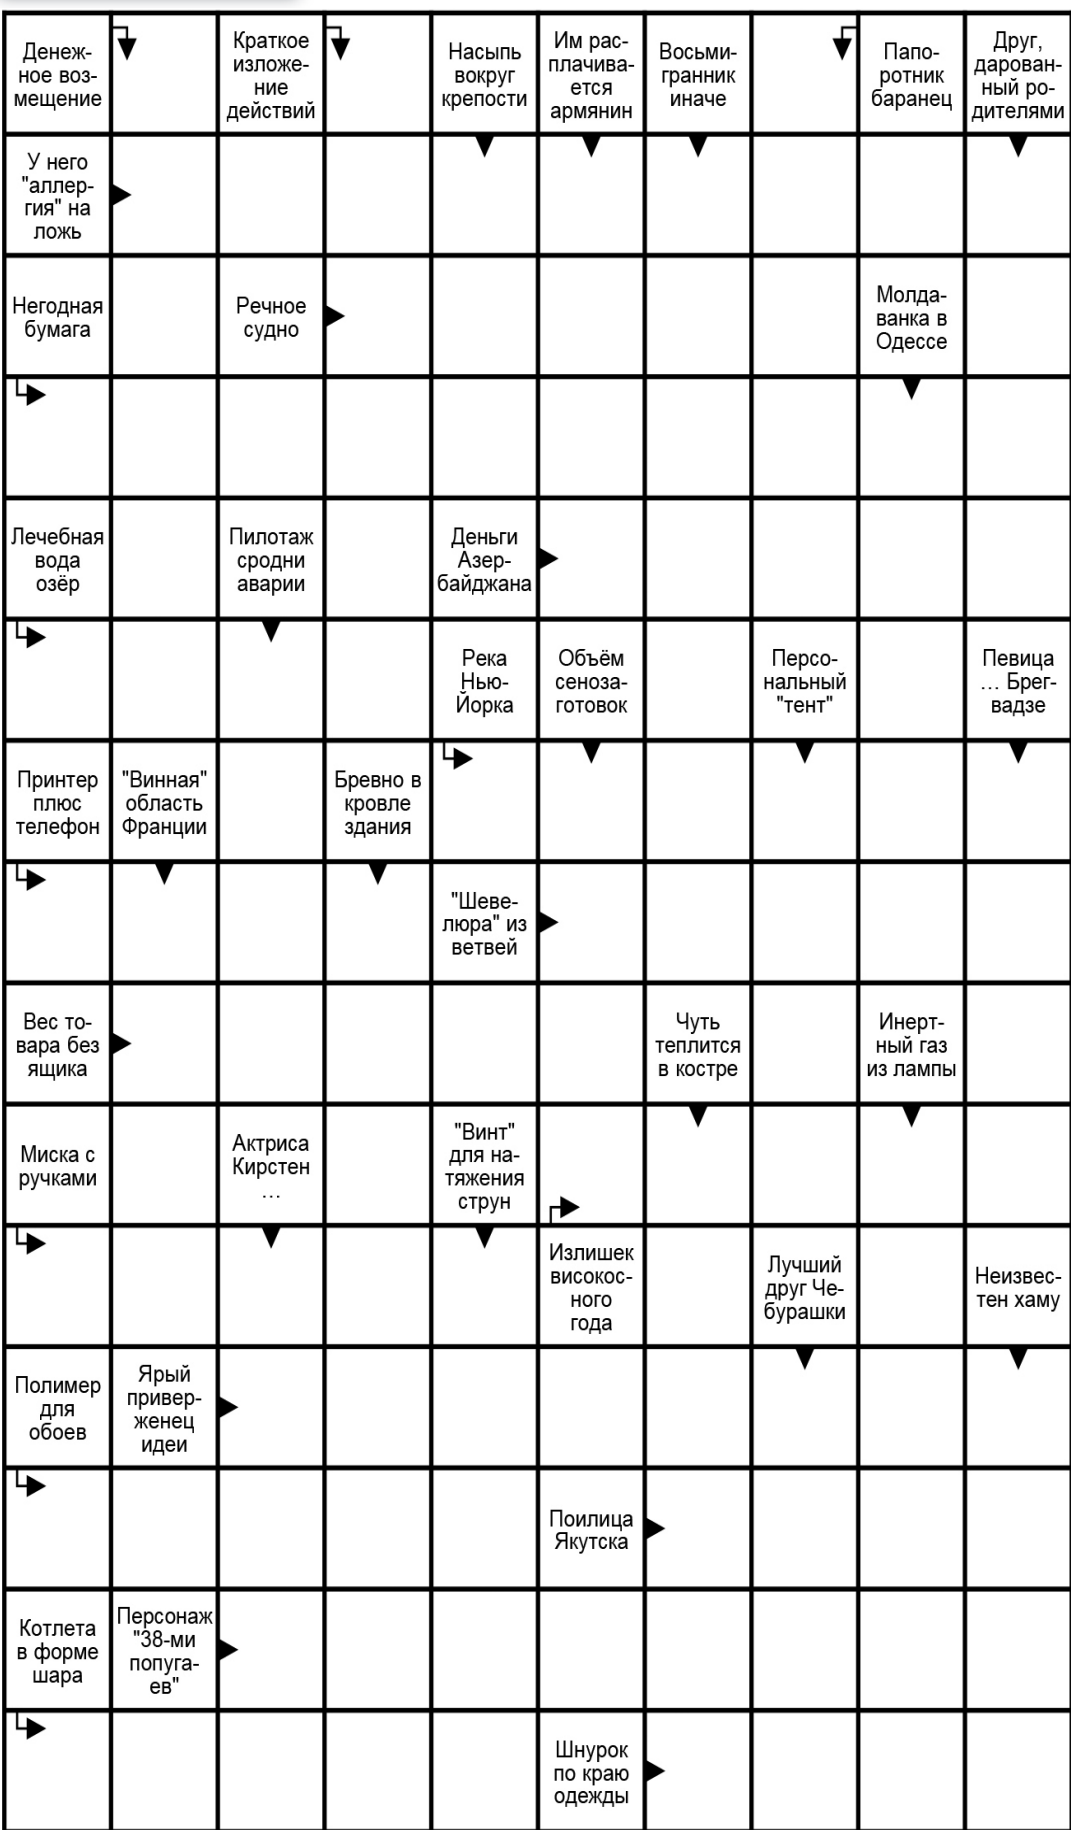 Денеж-
ное воз-
мещение
Краткое
изложе-
ние
действий
Насыпь
вокруг
крепости
Им рас-
плачива-
ется
армянин
Восьми-
гранник
иначе
Папо-
ротник
баранец
Друг,
дарован-
ный ро-
дителями
У него
"аллер-
гия" на
ложь
Негодная
бумага
Речное
судно
Молда-
ванка в
Одессе
Лечебная
вода
озёр
Пилотаж
сродни
аварии
Деньги
Азер-
байджана
Река
Нью-
Йорка
Объём
сеноза-
готовок
Персо-
нальный
"тент"
Певица
... Брег-
вадзе
Принтер
плюс
телефон
"Винная"
область
Франции
Бревно в
кровле
здания
"Шеве-
люра" из
ветвей
Вес то-
вара без
ящика
Чуть
теплится
в костре
Инерт-
ный газ
из лампы
Миска с
ручками
Актриса
Кирстен
...
"Винт"
для на-
тяжения
струн
Излишек
високос-
ного
года
Лучший
друг Че-
бурашки
Неизвес-
тен хаму
Полимер
для
обоев
Ярый
привер-
женец
идеи
Поилица
Якутска
Котлета
в форме
шара
Персонаж
"38-ми
попуга-
ев"
Шнурок
по краю
одежды